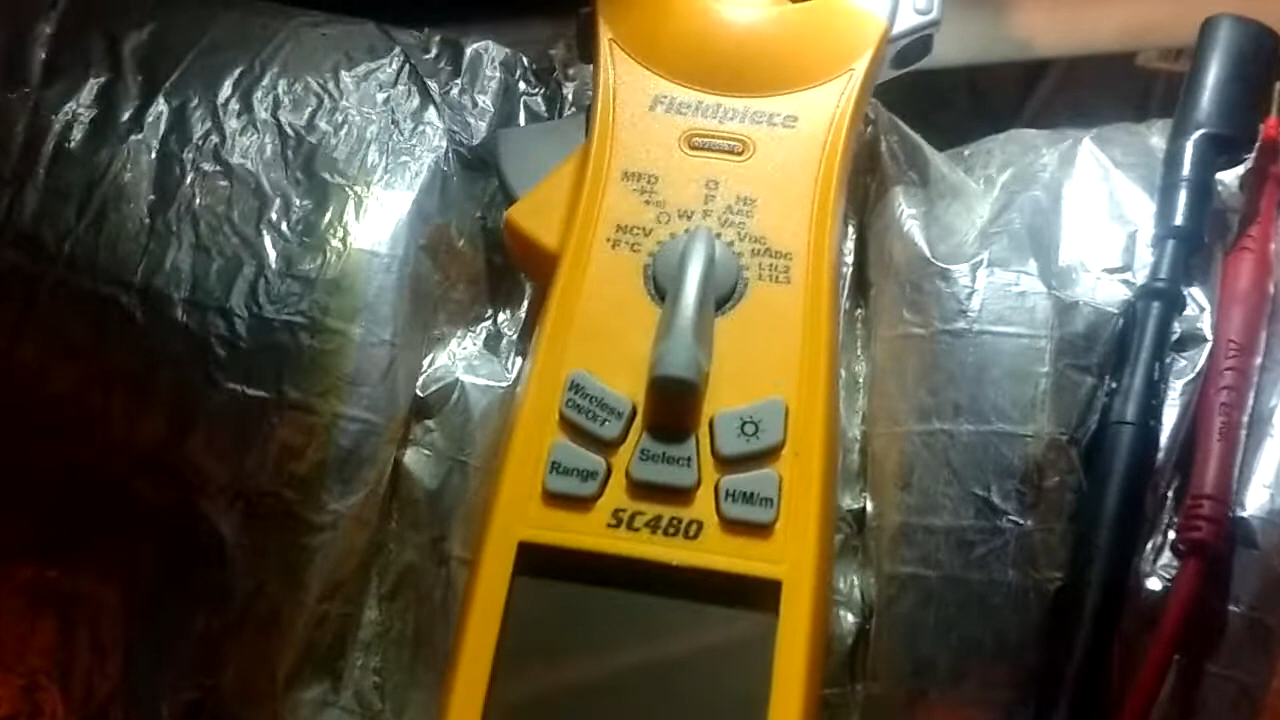 Fieldpiece
MFD
Hz
AAC
VAC
Ω W
NCV
VDC
°F°C
µADC
L1L2
L1L3
Wireless
ON/OFF
Select
Range
H/M/m
SC480